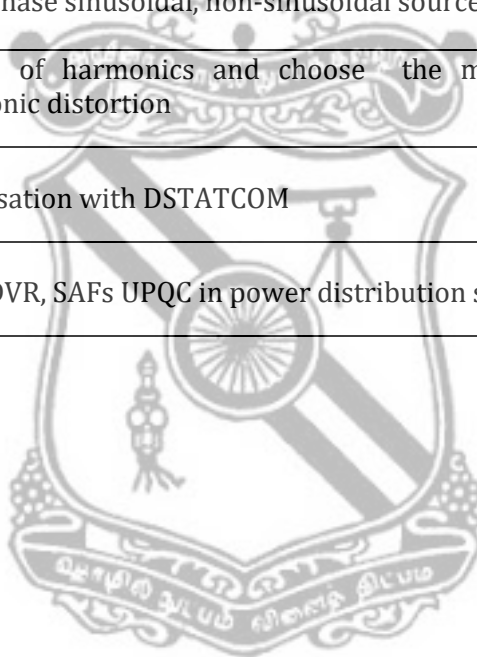 hase sinusoidal, non-sinusoidal source
of harmonics and choose the m
onic distortion
sation with DSTATCOM
DVR, SAFs UPQC in power distribution s